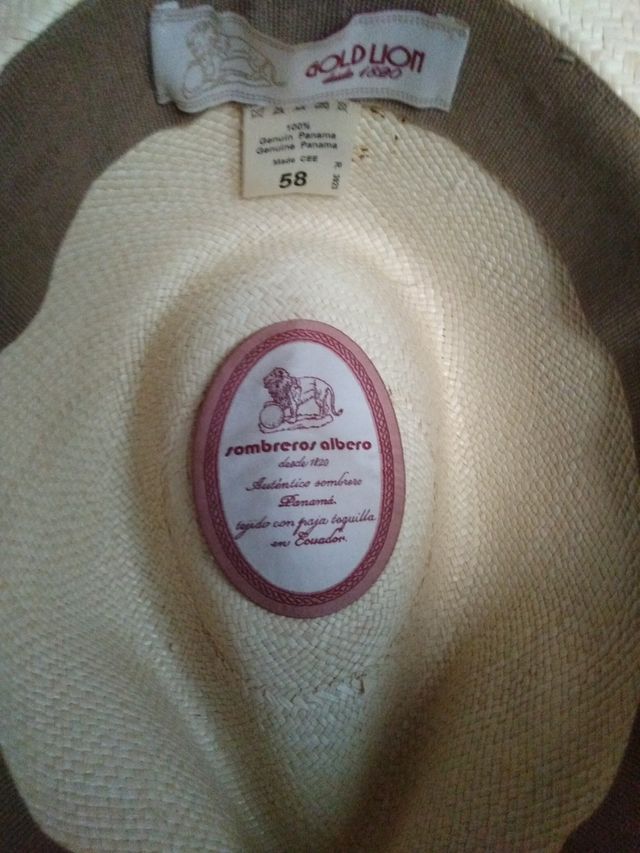 GOLD LION
desde 1820
100%
Genuin Panama
Genuine Panama
Made CEE
58
sombreros albero
desde 1820
Auténtico sombrero
Panamá.
tejido con paja toquilla
en Ecuador.